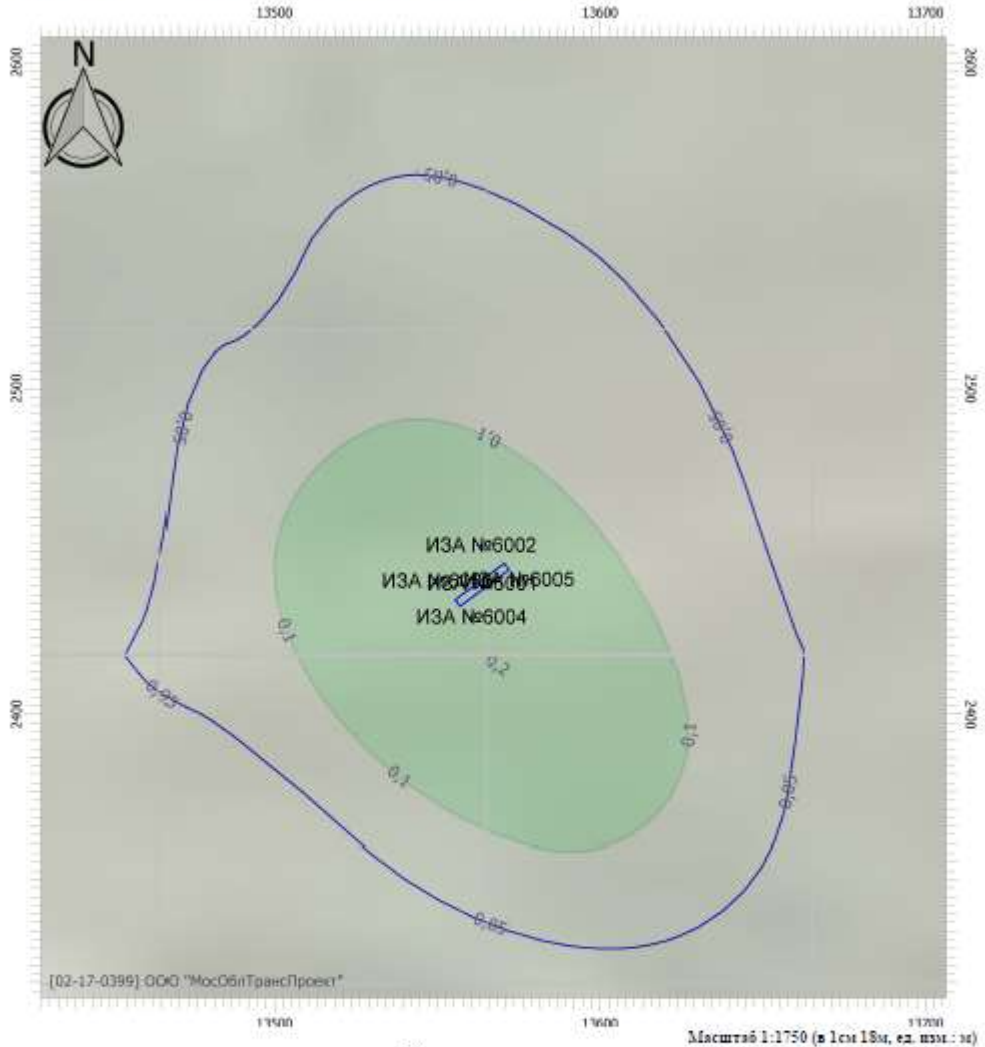 13500 13600 13700
2600 2600
N
0,05
2500 2500
0,05 0,05
0,1
ИЗА №6002
ИЗА №6005
ИЗА №6004
0,1
0,2
0,05
2400 2400
0,1
0,1
0,05
0,05
[02-17-0399] ООО "МосОблТрансПроект"
13500 13600 13700
Масштаб 1:1750 (в 1см 18м, ед. изм.: м)